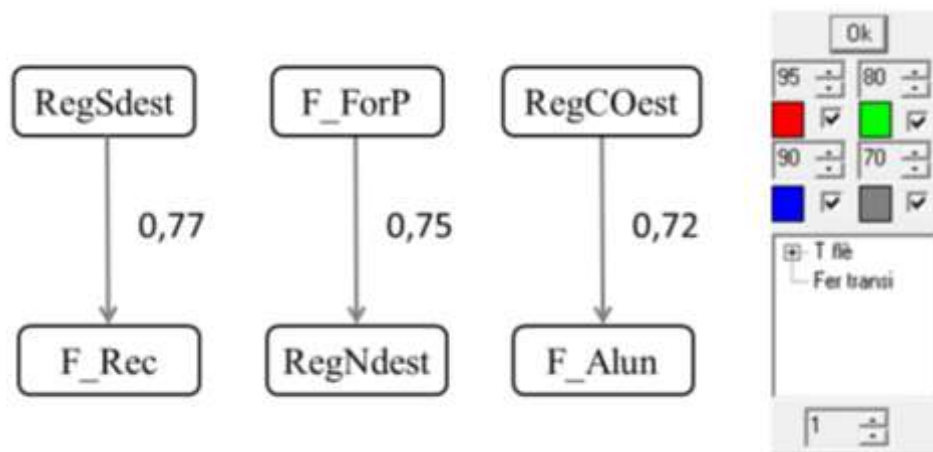 RegSdest
F_ForP
RegCOest
0,77
0,75
0,72
F_Rec
RegNdest
F_Alun
Ok
95 80
90 70
T flè
Fer transi
1